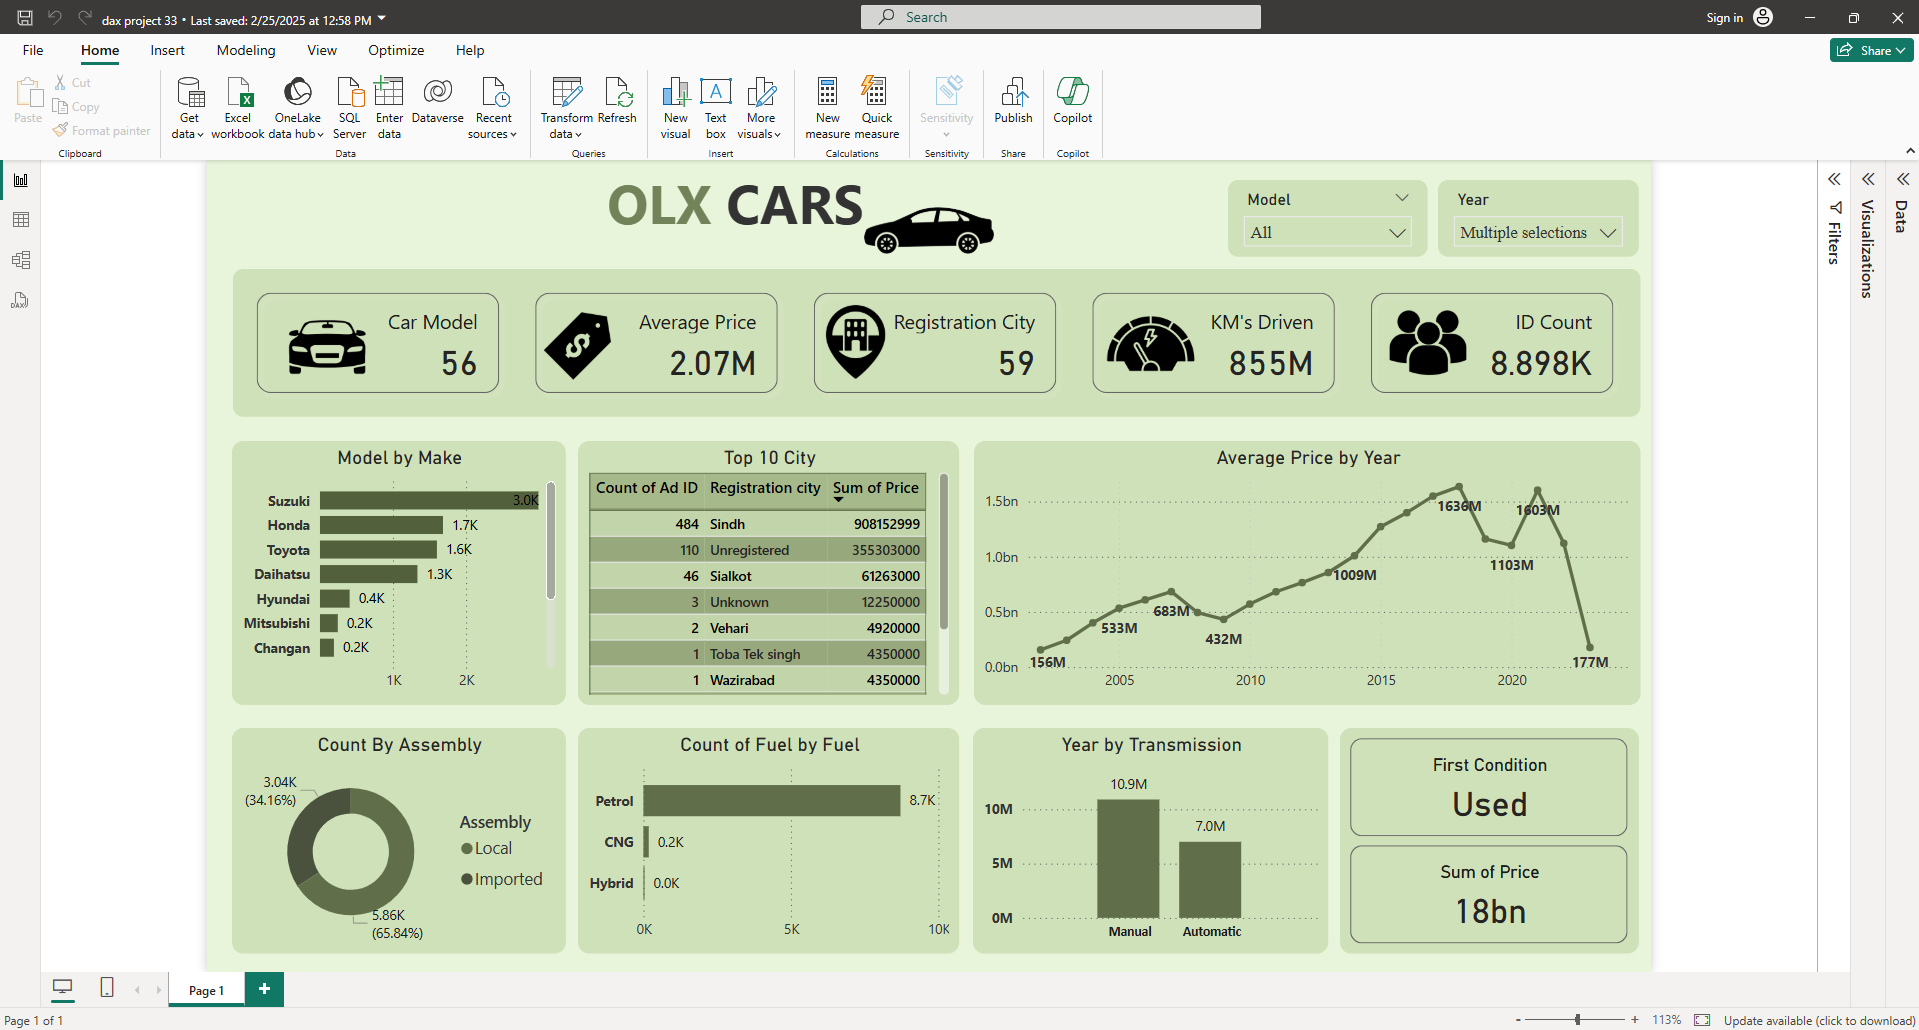 dax project 33 • Last saved: 2/25/2025 at 12:58 PM
Search
Sign in
File Home Insert Modeling View Optimize Help
Share
Paste
Cut
Copy
Format painter
Clipboard
Get data
Excel workbook
OneLake data hub
SQL Server
Enter data
Dataverse
Recent sources
Data
Transform data
Refresh
Queries
New visual
Text box
More visuals
Insert
New measure
Quick measure
Calculations
Sensitivity
Sensitivity
Publish
Share
Copilot
Copilot
OLX CARS
Model
All
Year
Multiple selections
Filters
Visualizations
Data
Car Model
56
Average Price
2.07M
Registration City
59
KM's Driven
855M
ID Count
8.898K
Model by Make
Suzuki 3.0K
Honda 1.7K
Toyota 1.6K
Daihatsu 1.3K
Hyundai 0.4K
Mitsubishi 0.2K
Changan 0.2K
1K 2K
Top 10 City
Count of Ad ID Registration city Sum of Price
484 Sindh 908152999
110 Unregistered 355303000
46 Sialkot 61263000
3 Unknown 12250000
2 Vehari 4920000
1 Toba Tek singh 4350000
1 Wazirabad 4350000
Average Price by Year
1.5bn
1.0bn
0.5bn
0.0bn
156M
533M
683M
432M
1009M
1636M
1103M
1603M
177M
2005 2010 2015 2020
Count By Assembly
3.04K
(34.16%)
5.86K
(65.84%)
Assembly
Local
Imported
Count of Fuel by Fuel
Petrol 8.7K
CNG 0.2K
Hybrid 0.0K
0K 5K 10K
Year by Transmission
10M
5M
0M
10.9M
7.0M
Manual Automatic
First Condition
Used
Sum of Price
18bn
DAX
Page 1
Page 1 of 1
113%
Update available (click to download)